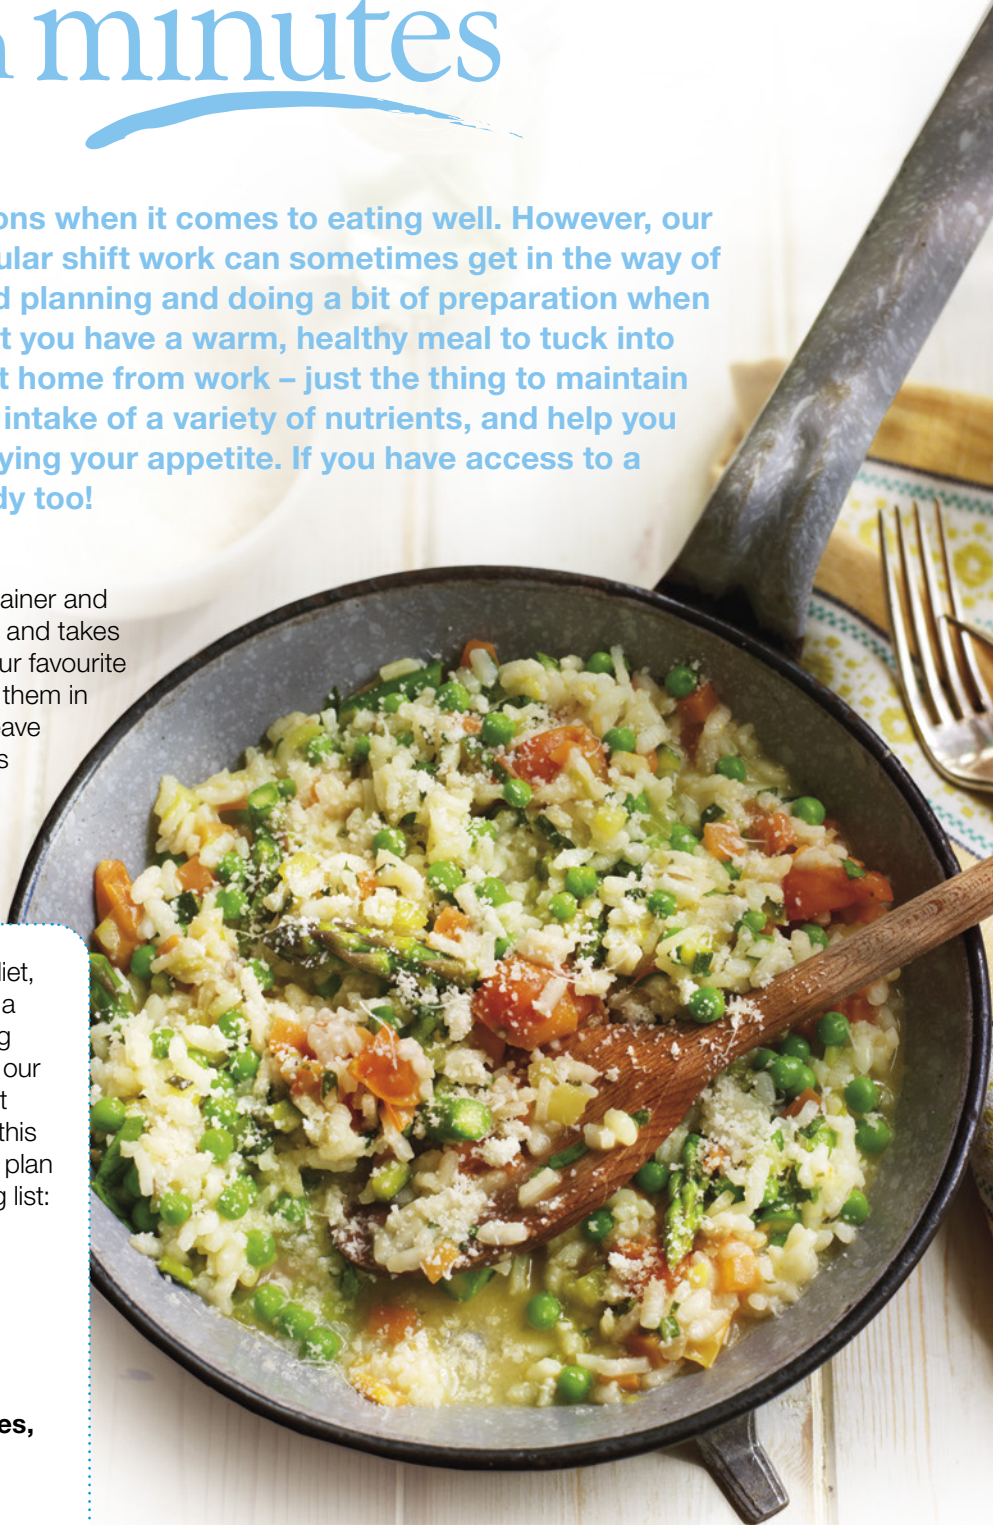 minutes
ons when it comes to eating well. However, our
ular shift work can sometimes get in the way of
d planning and doing a bit of preparation when
t you have a warm, healthy meal to tuck into
t home from work – just the thing to maintain
intake of a variety of nutrients, and help you
ying your appetite. If you have access to a
dy too!
ainer and
and takes
ur favourite
them in
eave
s
liet,
a
g
our
t
this
plan
g list:
es,